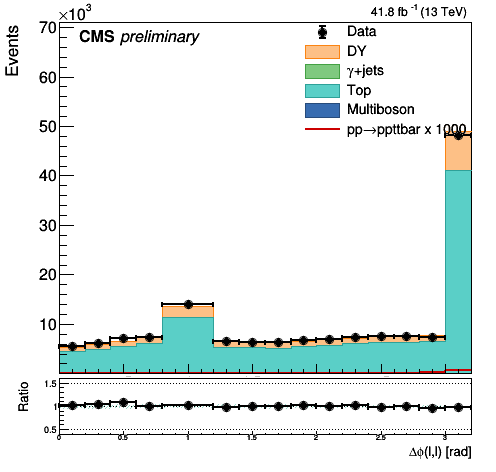 ×10³
41.8 fb⁻¹ (13 TeV)
Events
CMS preliminary
Data
DY
γ+jets
Top
Multiboson
pp→ppttbar x 1000
70
60
50
40
30
20
10
Ratio
1.5
1
0.5
0 0.5 1 1.5 2 2.5 3
Δϕ(l,l) [rad]